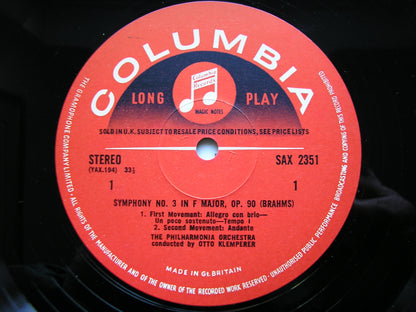 COLUMBIA
Columbia
Records
MAGIC NOTES
LONG PLAY
SOLD IN U.K. SUBJECT TO RESALE PRICE CONDITIONS, SEE PRICE LISTS
STEREO SAX 2351
(YAX.194) 33⅓
1 1
SYMPHONY NO. 3 IN F MAJOR, OP. 90 (BRAHMS)
1. First Movement: Allegro con brio—
Un poco sostenuto—Tempo I
2. Second Movement: Andante
THE PHILHARMONIA ORCHESTRA
conducted by OTTO KLEMPERER
MADE IN Gt. BRITAIN
THE GRAMOPHONE COMPANY LIMITED · ALL RIGHTS OF THE MANUFACTURER AND OF THE OWNER OF THE RECORDED WORK RESERVED · UNAUTHORISED PUBLIC PERFORMANCE BROADCASTING AND COPYING OF THIS RECORD PROHIBITED